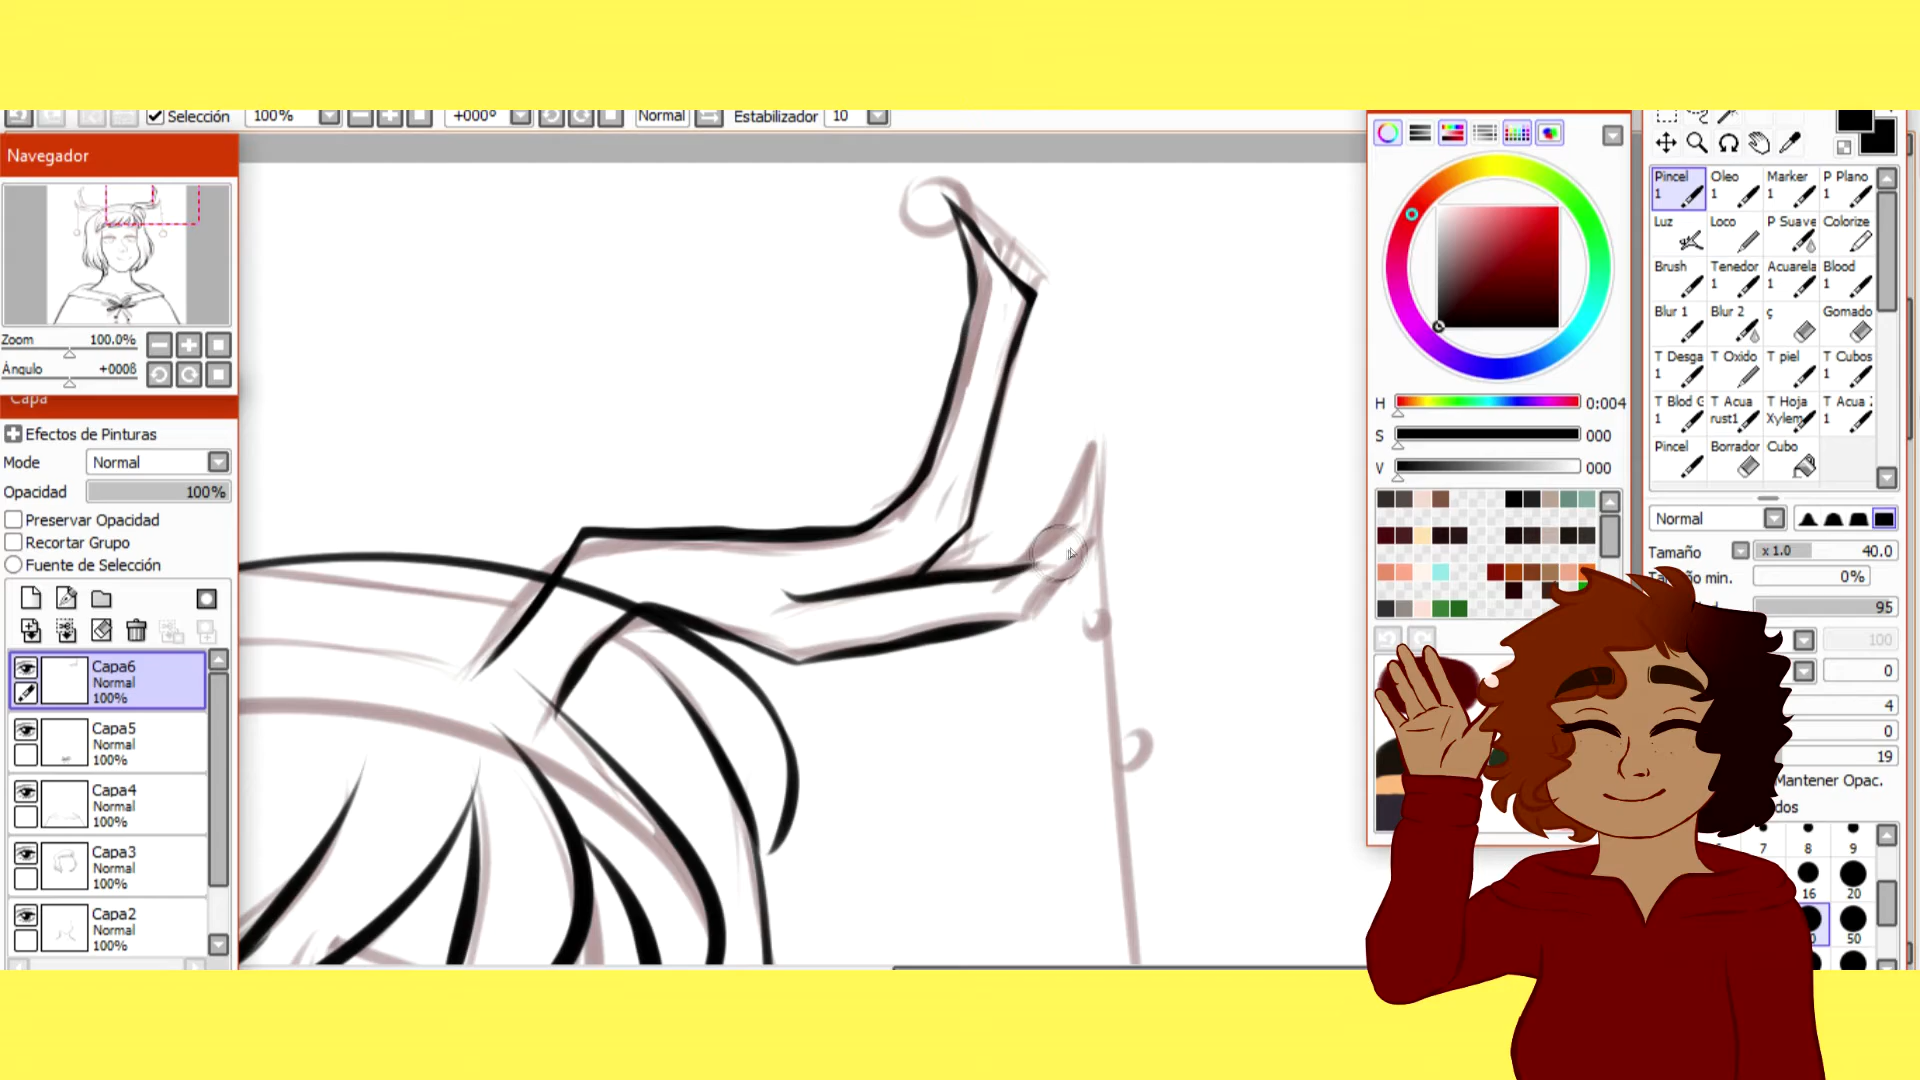 Selección 100% +000º Normal Estabilizador 10
Navegador
Zoom 100.0%
Ángulo +000ß
Capa
Efectos de Pinturas
Mode Normal
Opacidad 100%
Preservar Opacidad
Recortar Grupo
Fuente de Selección
Capa6
Normal
100%
Capa5
Normal
100%
Capa4
Normal
100%
Capa3
Normal
100%
Capa2
Normal
100%
H 0:004
S 000
V 000
Pincel Oleo Marker P Plano
1 1 1 1
Luz Loco P Suave Colorize
Brush Tenedor Acuarela Blood
1 1 1
Blur 1 Blur 2 ç Gomado
T Desga T Oxido T piel T Cubos
1 1
T Blod G T Acua T Hoja T Acua
1 rust1 Xylem 1
Pincel Borrador Cubo
Normal
Tamaño x 1.0 40.0
Tamaño min. 0%
95
100
0
4
0
19
Mantener Opac.
dos
7 8 9
16 20
50